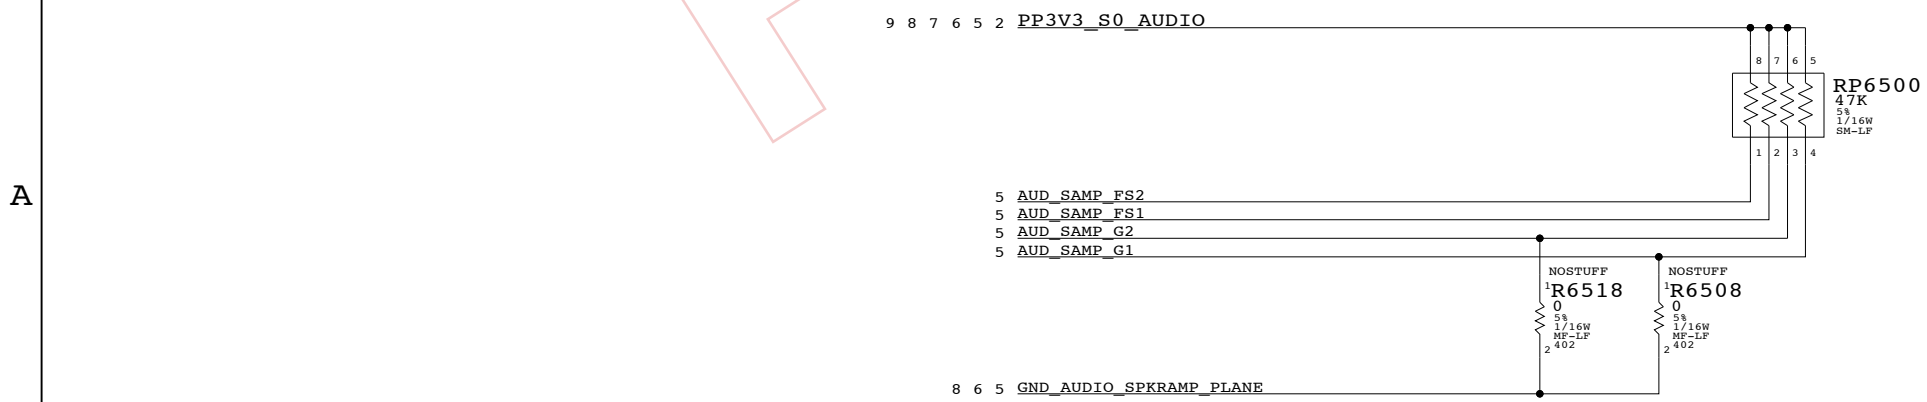 9 8 7 6 5 2 PP3V3_S0_AUDIO
8 7 6 5
RP6500
47K
5%
1/16W
SM-LF
1 2 3 4
A
5 AUD_SAMP_FS2
5 AUD_SAMP_FS1
5 AUD_SAMP_G2
5 AUD_SAMP_G1
NOSTUFF NOSTUFF
1 R6518 1 R6508
0 0
5% 5%
1/16W 1/16W
MF-LF MF-LF
2 402 2 402
8 6 5 GND_AUDIO_SPKRAMP_PLANE